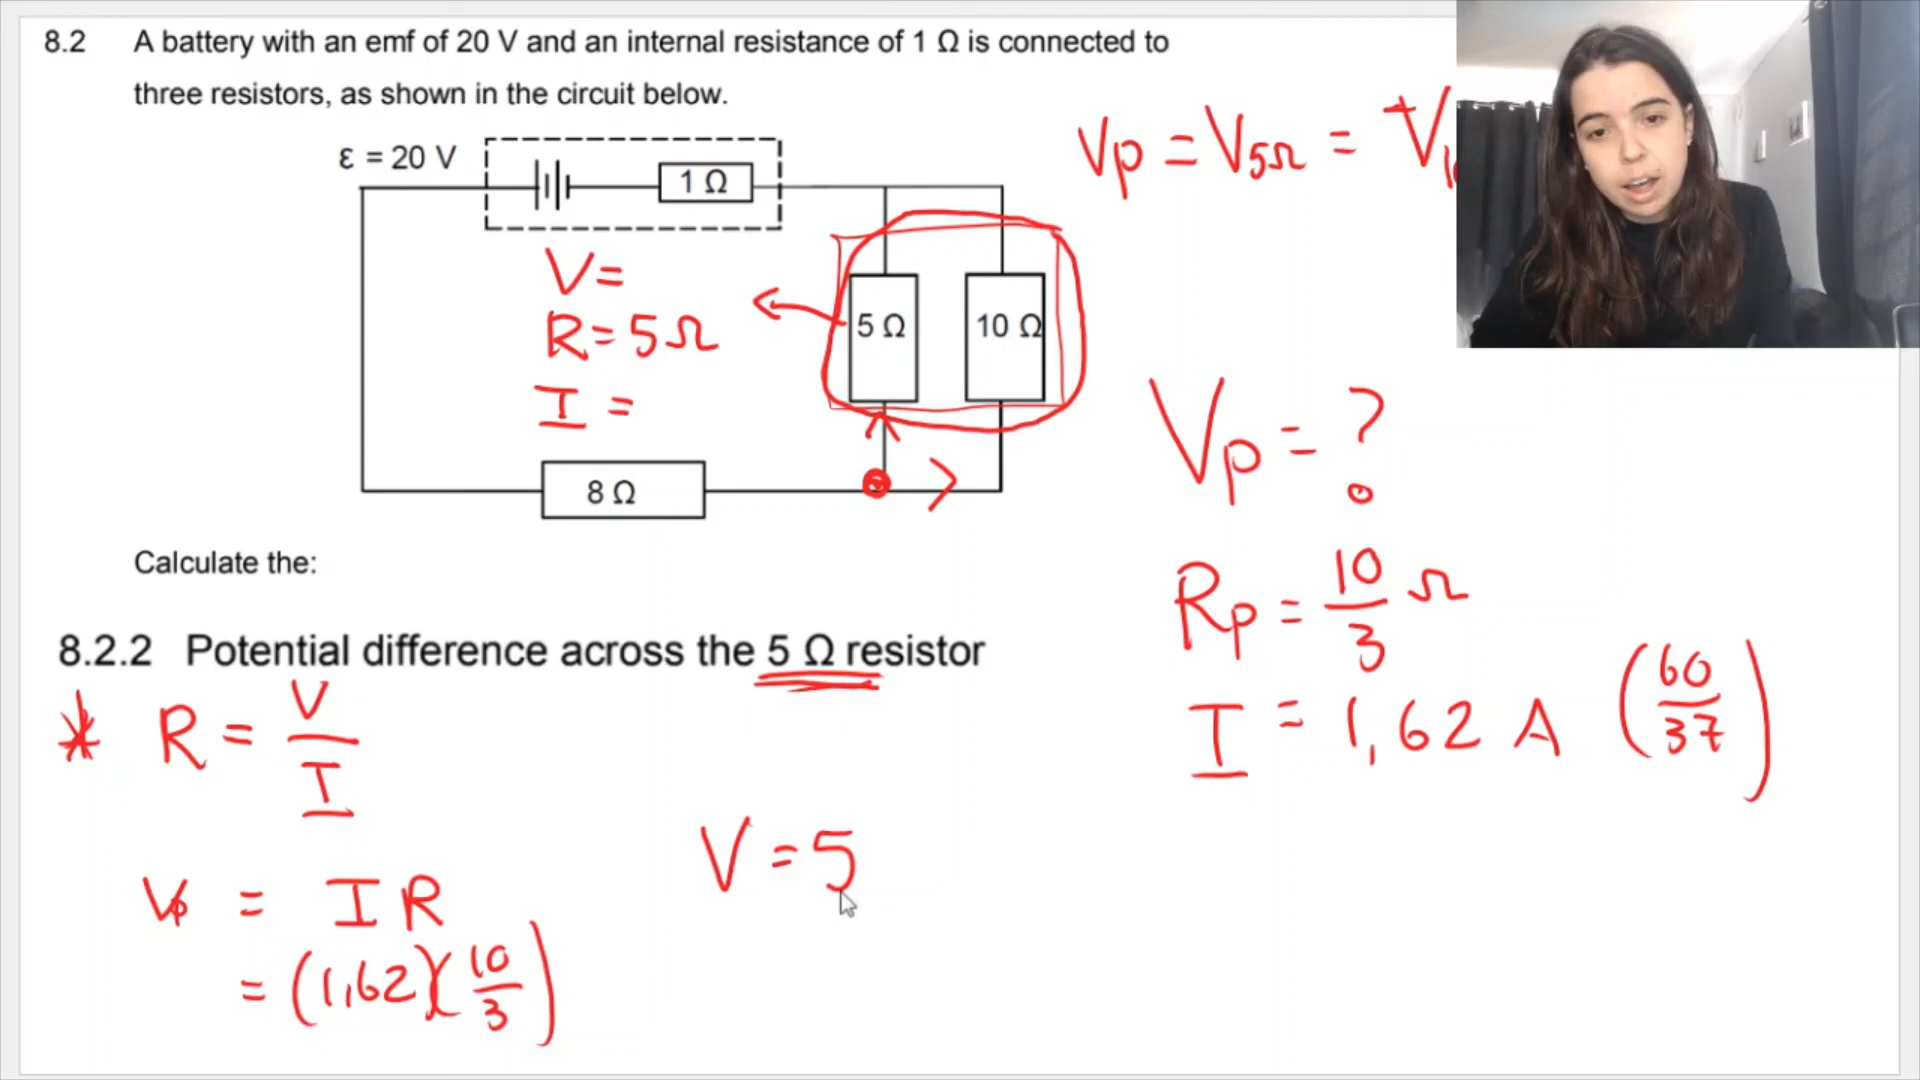 8.2 A battery with an emf of 20 V and an internal resistance of 1 Ω is connected to
three resistors, as shown in the circuit below.
ε = 20 V
1 Ω
Vp = V5Ω = V1
V =
R = 5 Ω
I =
5 Ω
10 Ω
8 Ω
Vp = ?
Rp = 10/3 Ω
I = 1,62 A (60/37)
Calculate the:
8.2.2 Potential difference across the 5 Ω resistor
* R = V/I
Vp = I R
= (1,62)(10/3)
V = 5